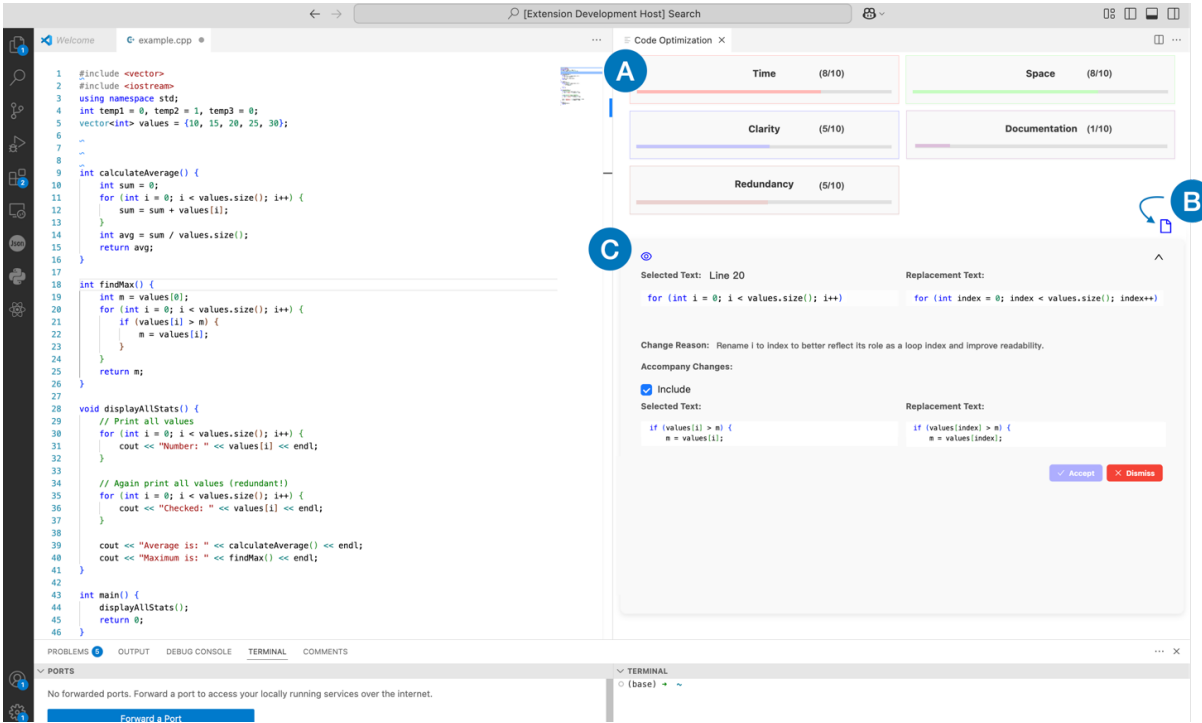 [Extension Development Host] Search
Welcome
example.cpp
Code Optimization
1 #include <vector>
2 #include <iostream>
3 using namespace std;
4 int temp1 = 0, temp2 = 1, temp3 = 0;
5 vector<int> values = {10, 15, 20, 25, 30};
6
7
8
9 int calculateAverage() {
10 int sum = 0;
11 for (int i = 0; i < values.size(); i++) {
12 sum = sum + values[i];
13 }
14 int avg = sum / values.size();
15 return avg;
16 }
17
18 int findMax() {
19 int m = values[0];
20 for (int i = 0; i < values.size(); i++) {
21 if (values[i] > m) {
22 m = values[i];
23 }
24 }
25 return m;
26 }
27
28 void displayAllStats() {
29 // Print all values
30 for (int i = 0; i < values.size(); i++) {
31 cout << "Number: " << values[i] << endl;
32 }
33
34 // Again print all values (redundant!)
35 for (int i = 0; i < values.size(); i++) {
36 cout << "Checked: " << values[i] << endl;
37 }
38
39 cout << "Average is: " << calculateAverage() << endl;
40 cout << "Maximum is: " << findMax() << endl;
41 }
42
43 int main() {
44 displayAllStats();
45 return 0;
46 }
A
Time (8/10)
Space (8/10)
Clarity (5/10)
Documentation (1/10)
Redundancy (5/10)
B
C
Selected Text: Line 20
Replacement Text:
for (int i = 0; i < values.size(); i++)
for (int index = 0; index < values.size(); index++)
Change Reason: Rename i to index to better reflect its role as a loop index and improve readability.
Accompany Changes:
Include
Selected Text:
Replacement Text:
if (values[i] > m) {
m = values[i];
if (values[index] > m) {
m = values[index];
Accept
Dismiss
PROBLEMS 5
OUTPUT
DEBUG CONSOLE
TERMINAL
COMMENTS
PORTS
No forwarded ports. Forward a port to access your locally running services over the internet.
Forward a Port
TERMINAL
(base) → ~
1
2
Json
1
1